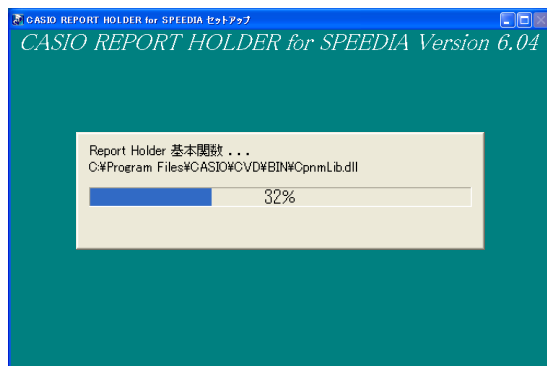 CASIO REPORT HOLDER for SPEEDIA セットアップ
CASIO REPORT HOLDER for SPEEDIA Version 6.04
Report Holder 基本関数 ...
C:¥Program Files¥CASIO¥CVD¥BIN¥CpnmLib.dll
32%